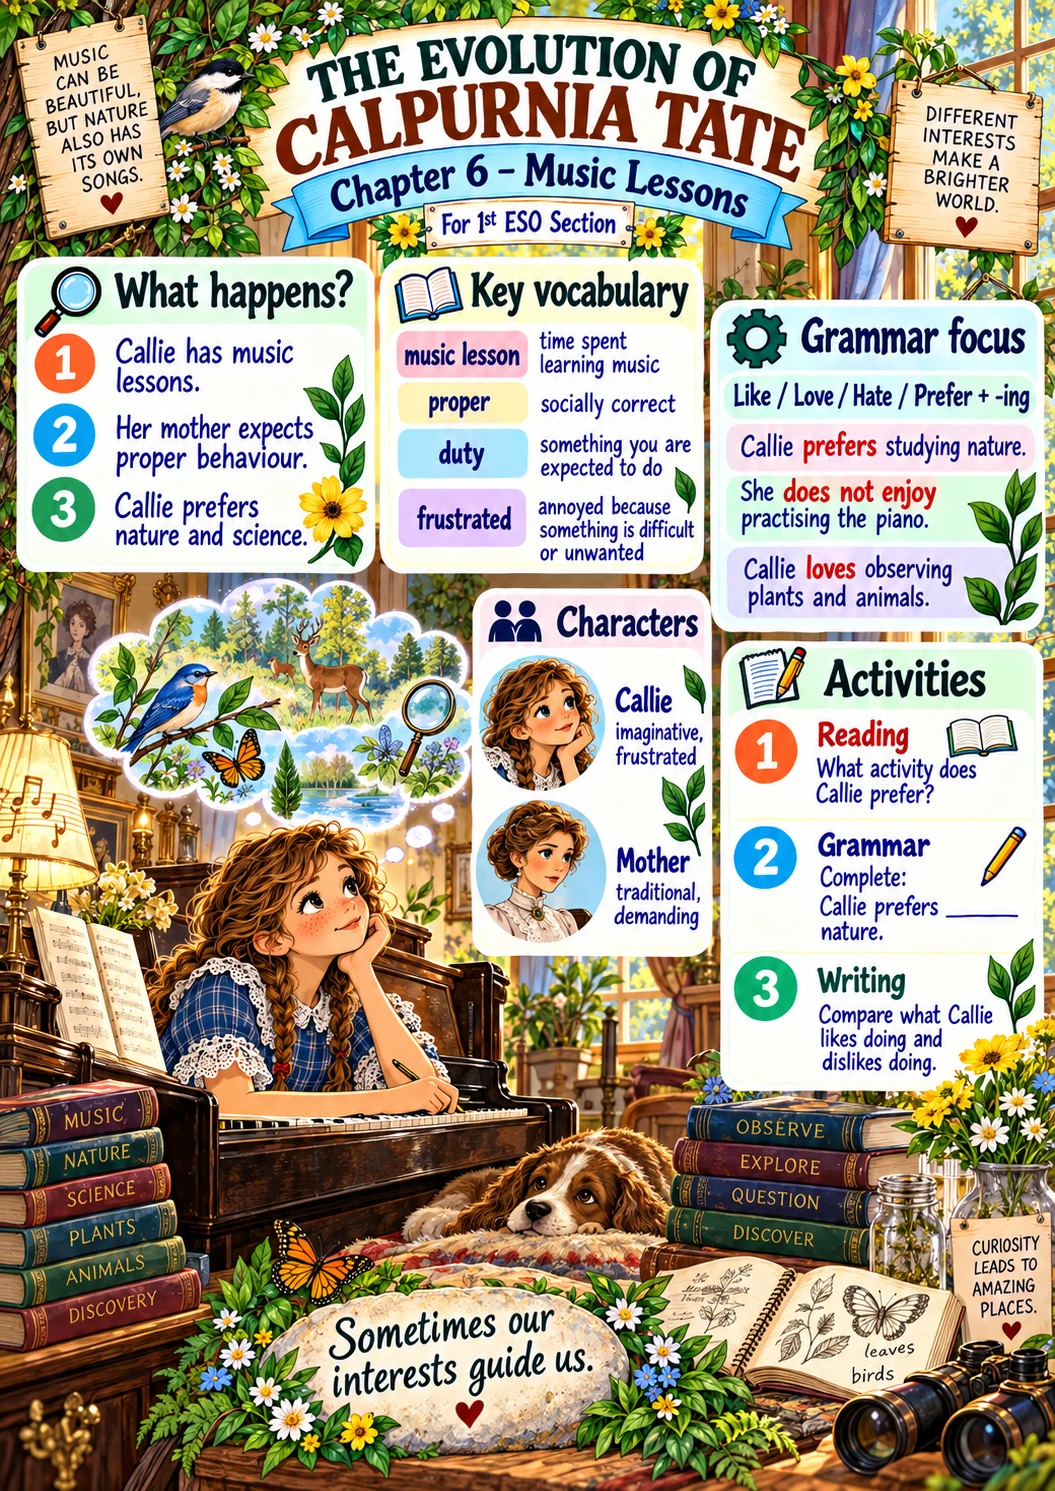 MUSIC
CAN BE
BEAUTIFUL,
BUT NATURE
ALSO HAS
ITS OWN
SONGS.
THE EVOLUTION OF
CALPURNIA TATE
Chapter 6 – Music Lessons
For 1st ESO Section
DIFFERENT
INTERESTS
MAKE A
BRIGHTER
WORLD.
What happens?
1 Callie has music
lessons.
2 Her mother expects
proper behaviour.
3 Callie prefers
nature and science.
Key vocabulary
music lesson
time spent
learning music
proper
socially correct
duty
something you are
expected to do
frustrated
annoyed because
something is difficult
or unwanted
Grammar focus
Like / Love / Hate / Prefer + -ing
Callie prefers studying nature.
She does not enjoy
practising the piano.
Callie loves observing
plants and animals.
Characters
Callie
imaginative,
frustrated
Mother
traditional,
demanding
Activities
1 Reading
What activity does
Callie prefer?
2 Grammar
Complete:
Callie prefers ______
nature.
3 Writing
Compare what Callie
likes doing and
dislikes doing.
MUSIC
NATURE
SCIENCE
PLANTS
ANIMALS
DISCOVERY
OBSERVE
EXPLORE
QUESTION
DISCOVER
CURIOSITY
LEADS TO
AMAZING
PLACES.
leaves
birds
Sometimes our
interests guide us.